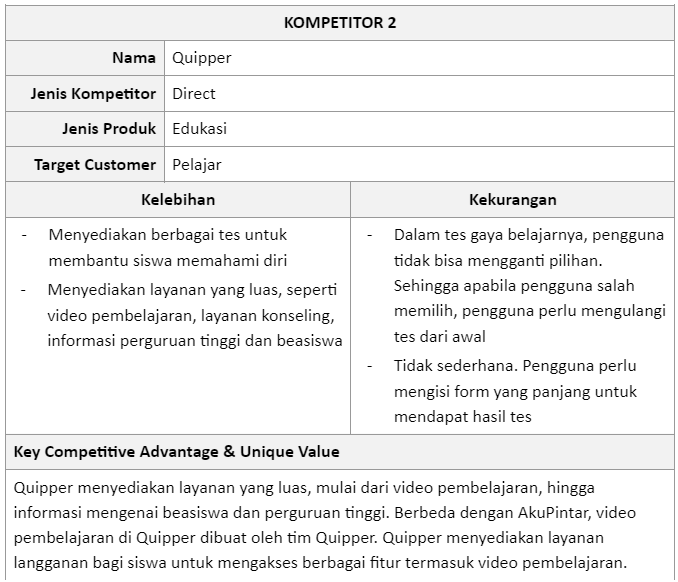 KOMPETITOR 2
Nama Quipper
Jenis Kompetitor Direct
Jenis Produk Edukasi
Target Customer Pelajar
Kelebihan
- Menyediakan berbagai tes untuk
membantu siswa memahami diri
- Menyediakan layanan yang luas, seperti
video pembelajaran, layanan konseling,
informasi perguruan tinggi dan beasiswa
Kekurangan
- Dalam tes gaya belajarnya, pengguna
tidak bisa mengganti pilihan.
Sehingga apabila pengguna salah
memilih, pengguna perlu mengulangi
tes dari awal
- Tidak sederhana. Pengguna perlu
mengisi form yang panjang untuk
mendapat hasil tes
Key Competitive Advantage & Unique Value
Quipper menyediakan layanan yang luas, mulai dari video pembelajaran, hingga
informasi mengenai beasiswa dan perguruan tinggi. Berbeda dengan AkuPintar, video
pembelajaran di Quipper dibuat oleh tim Quipper. Quipper menyediakan layanan
langganan bagi siswa untuk mengakses berbagai fitur termasuk video pembelajaran.